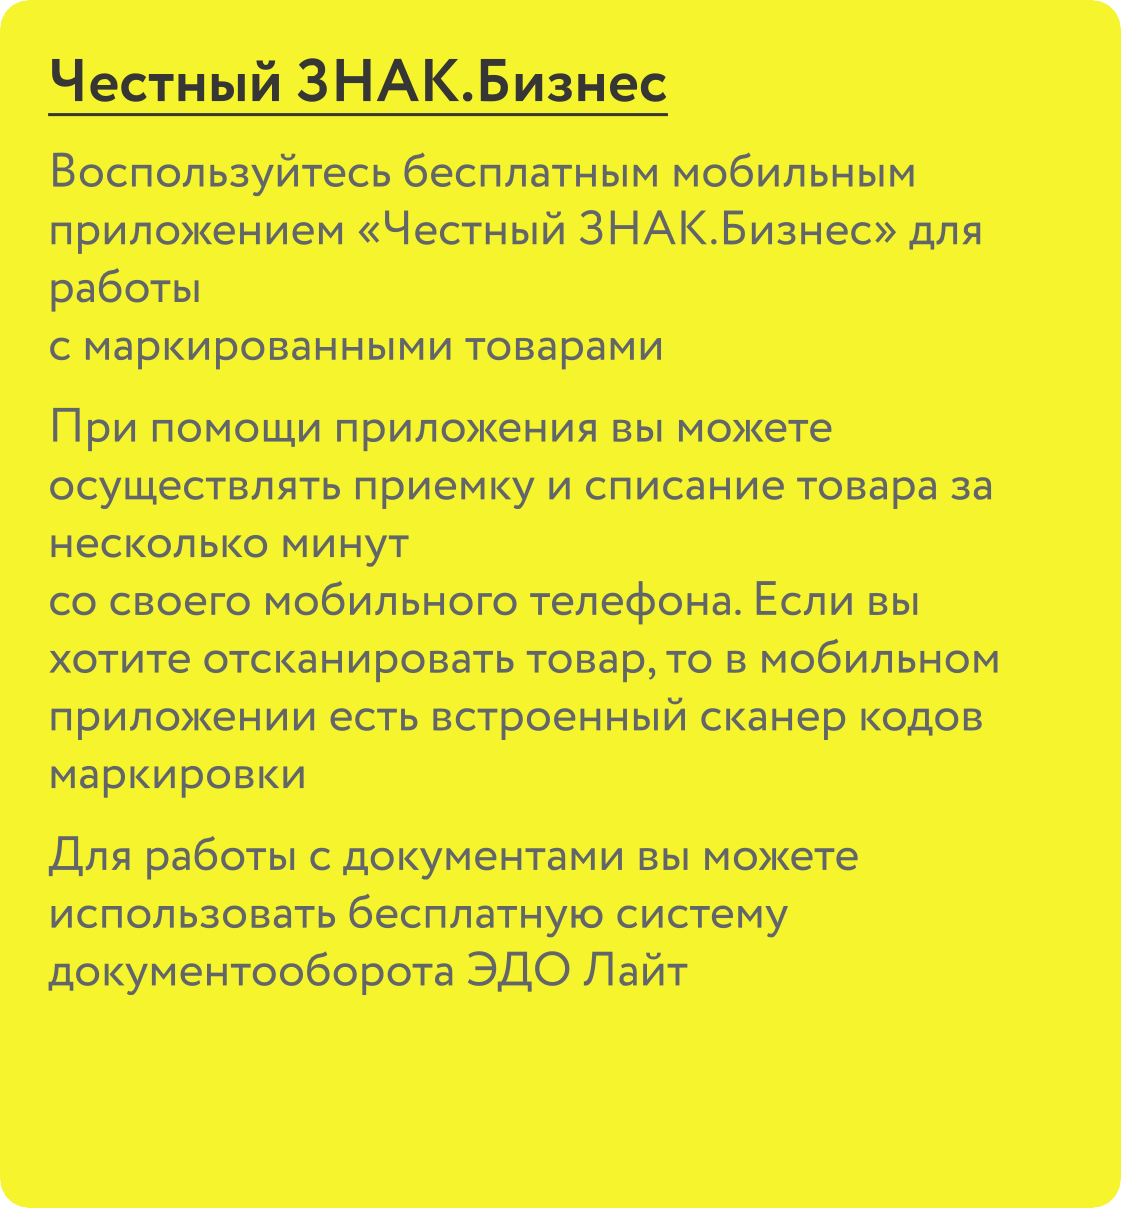 Честный ЗНАК.Бизнес
Воспользуйтесь бесплатным мобильным
приложением «Честный ЗНАК.Бизнес» для
работы
с маркированными товарами
При помощи приложения вы можете
осуществлять приемку и списание товара за
несколько минут
со своего мобильного телефона. Если вы
хотите отсканировать товар, то в мобильном
приложении есть встроенный сканер кодов
маркировки
Для работы с документами вы можете
использовать бесплатную систему
документооборота ЭДО Лайт